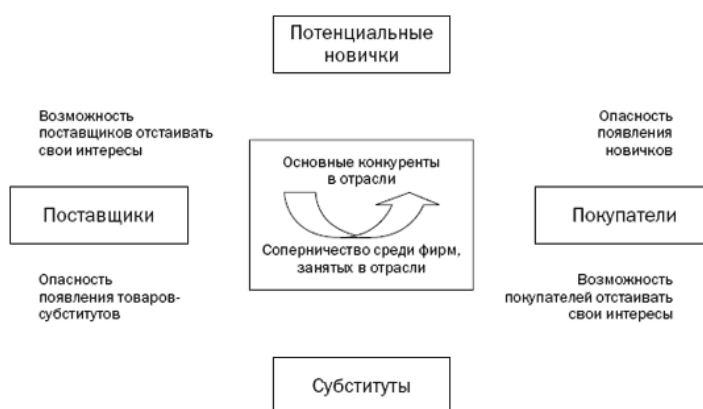 Потенциальные
новички
Возможность
поставщиков отстаивать
свои интересы
Опасность
появления
новичков
Основные конкуренты
в отрасли
Поставщики
Покупатели
Соперничество среди фирм,
занятых в отрасли
Опасность
появления товаров-
субститутов
Возможность
покупателей отстаивать
свои интересы
Субституты